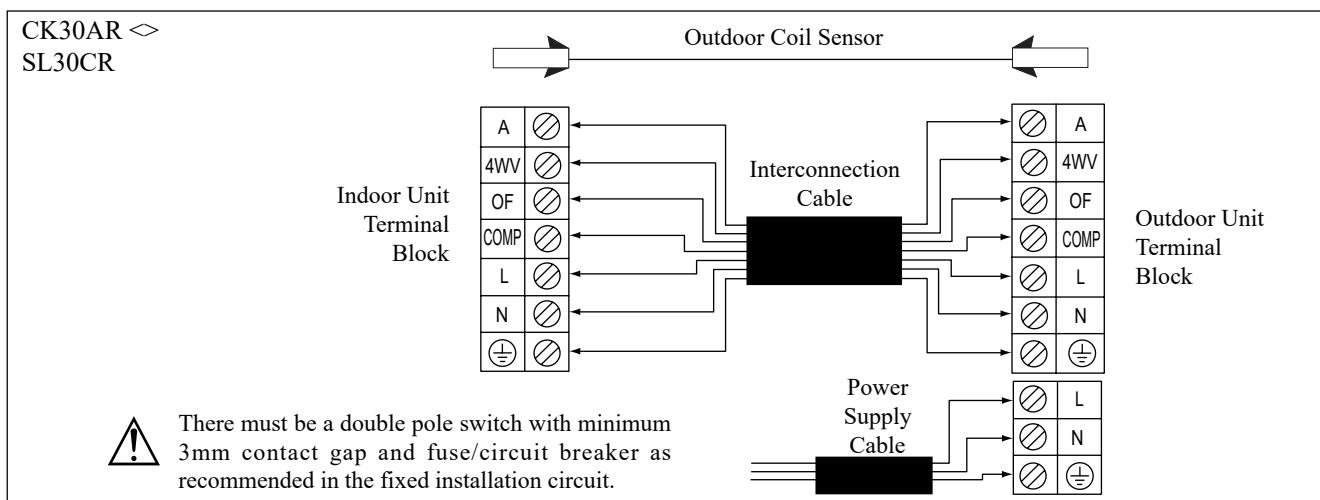 CK30AR <>
SL30CR
Outdoor Coil Sensor
A
4WV
OF
COMP
L
N
Indoor Unit
Terminal
Block
Interconnection
Cable
A
4WV
OF
COMP
L
N
Outdoor Unit
Terminal
Block
Power
Supply
Cable
L
N
There must be a double pole switch with minimum
3mm contact gap and fuse/circuit breaker as
recommended in the fixed installation circuit.